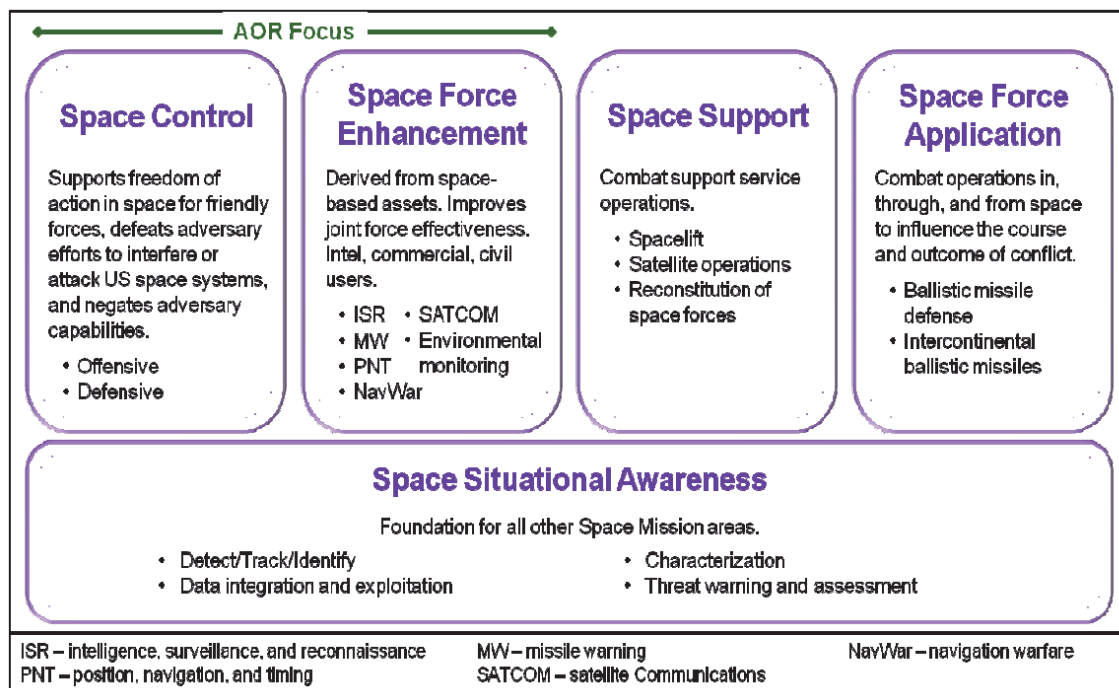 AOR Focus
Space Control
Supports freedom of
action in space for friendly
forces, defeats adversary
efforts to interfere or
attack US space systems,
and negates adversary
capabilities.
• Offensive
• Defensive
Space Force
Enhancement
Derived from space-
based assets. Improves
joint force effectiveness.
Intel, commercial, civil
users.
• ISR
• MW
• PNT
• NavWar
• SATCOM
• Environmental
monitoring
Space Support
Combat support service
operations.
• Spacelift
• Satellite operations
• Reconstitution of
space forces
Space Force
Application
Combat operations in,
through, and from space
to influence the course
and outcome of conflict.
• Ballistic missile
defense
• Intercontinental
ballistic missiles
Space Situational Awareness
Foundation for all other Space Mission areas.
• Detect/Track/Identify
• Data integration and exploitation
• Characterization
• Threat warning and assessment
ISR – intelligence, surveillance, and reconnaissance
PNT – position, navigation, and timing
MW – missile warning
SATCOM – satellite Communications
NavWar – navigation warfare